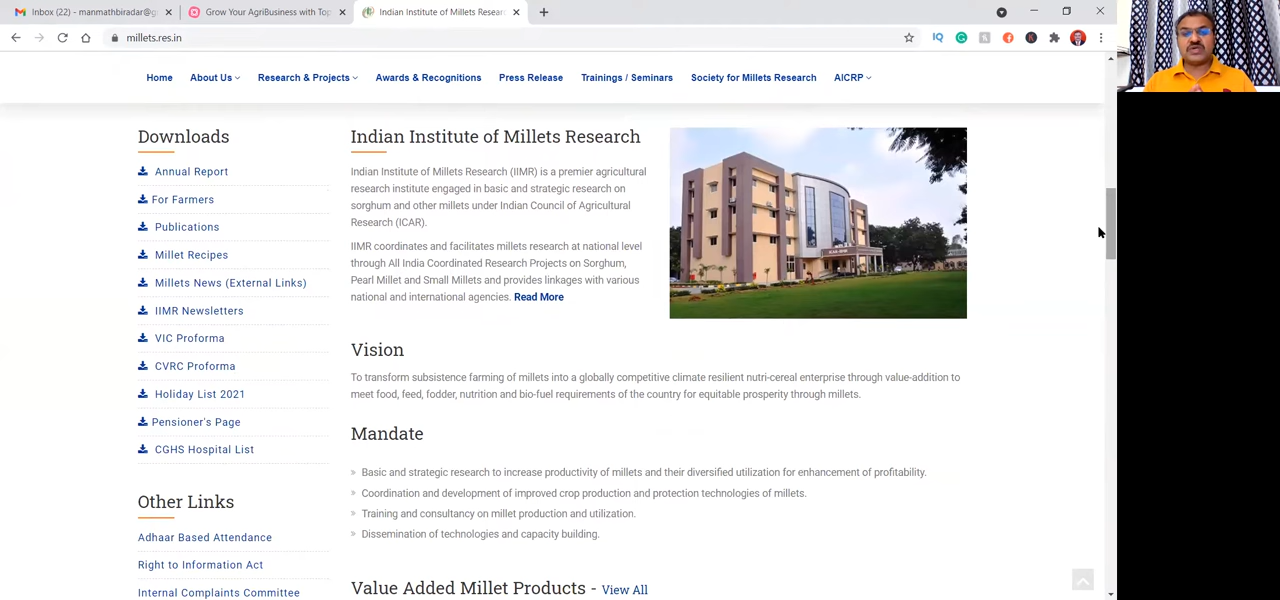 Inbox (22) - manmathbiradar@g
Grow Your AgriBusiness with Top
Indian Institute of Millets Researc
millets.res.in
Home About Us Research & Projects Awards & Recognitions Press Release Trainings / Seminars Society for Millets Research AICRP
Downloads
Annual Report
For Farmers
Publications
Millet Recipes
Millets News (External Links)
IIMR Newsletters
VIC Proforma
CVRC Proforma
Holiday List 2021
Pensioner's Page
CGHS Hospital List
Other Links
Adhaar Based Attendance
Right to Information Act
Internal Complaints Committee
Indian Institute of Millets Research
Indian Institute of Millets Research (IIMR) is a premier agricultural
research institute engaged in basic and strategic research on
sorghum and other millets under Indian Council of Agricultural
Research (ICAR).
IIMR coordinates and facilitates millets research at national level
through All India Coordinated Research Projects on Sorghum,
Pearl Millet and Small Millets and provides linkages with various
national and international agencies. Read More
Vision
To transform subsistence farming of millets into a globally competitive climate resilient nutri-cereal enterprise through value-addition to
meet food, feed, fodder, nutrition and bio-fuel requirements of the country for equitable prosperity through millets.
Mandate
» Basic and strategic research to increase productivity of millets and their diversified utilization for enhancement of profitability.
» Coordination and development of improved crop production and protection technologies of millets.
» Training and consultancy on millet production and utilization.
» Dissemination of technologies and capacity building.
Value Added Millet Products - View All